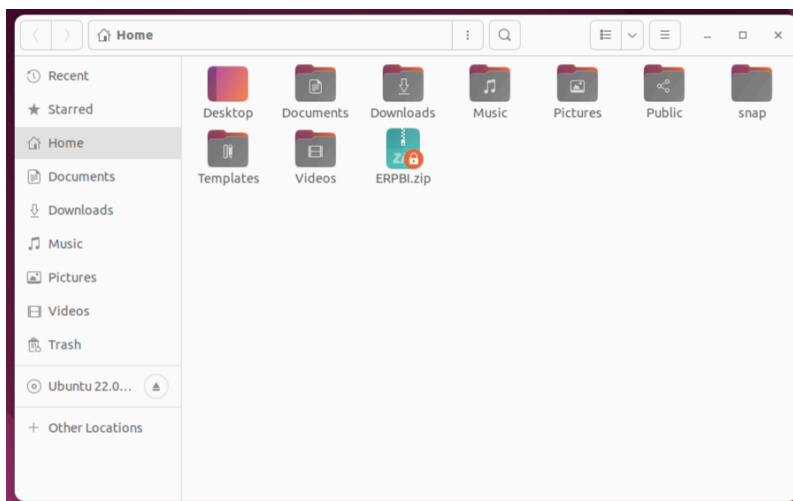 Home
Recent
Starred
Home
Documents
Downloads
Music
Pictures
Videos
Trash
Ubuntu 22.0...
Other Locations
Desktop Documents Downloads Music Pictures Public snap
Templates Videos ERPBI.zip